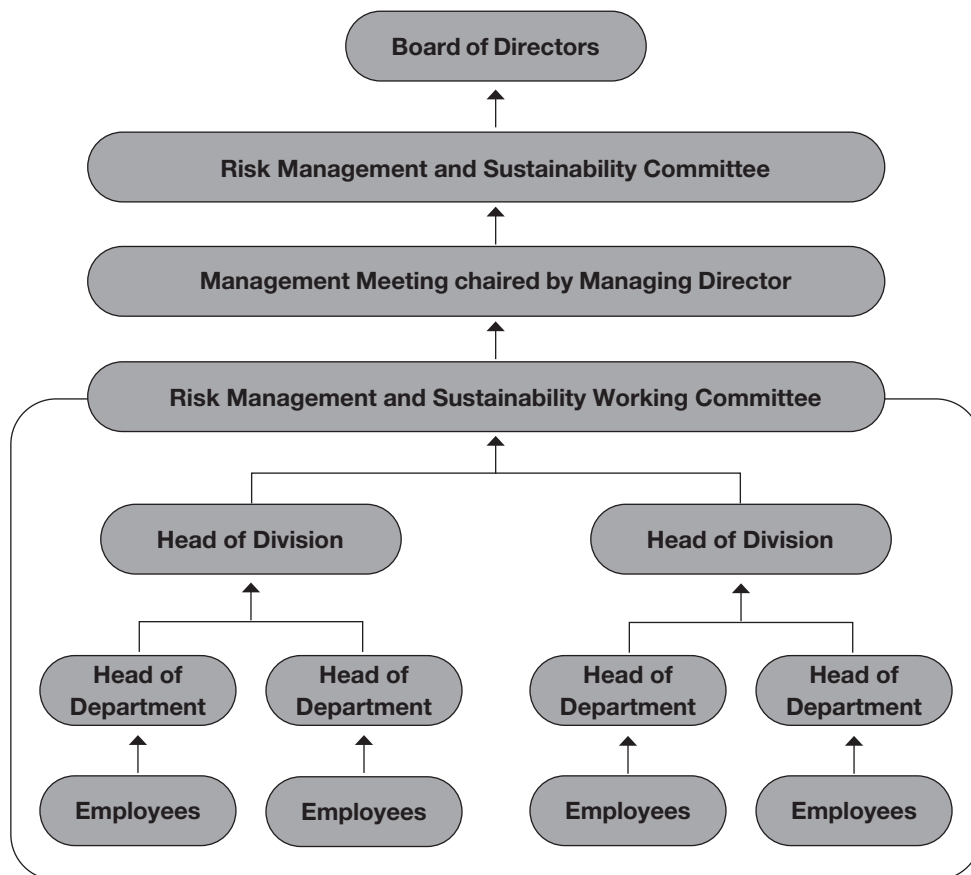 Board of Directors
Risk Management and Sustainability Committee
Management Meeting chaired by Managing Director
Risk Management and Sustainability Working Committee
Head of Division
Head of Division
Head of
Department
Head of
Department
Head of
Department
Head of
Department
Employees
Employees
Employees
Employees